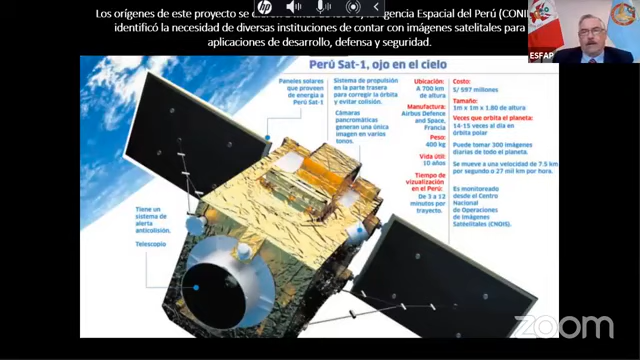 Los orígenes de este proyecto se
Agencia Espacial del Perú (CONI
identificó la necesidad de diversas instituciones de contar con imágenes satelitales para
aplicaciones de desarrollo, defensa y seguridad.
ESFAP
Perú Sat-1, ojo en el cielo
Paneles solares
que proveen
de energía a
Perú Sat-1
Sistema de propulsión
en la parte trasera
para corregir la órbita
y evitar colisión.
Cámaras
pancromáticas
generan una única
imagen en varios
tonos.
Ubicación:
A 700 km
de altura
Manufactura:
Airbus Defence
and Space,
Francia
Peso:
400 kg
Vida útil:
10 años
Tiempo de
vizualización
en el Perú:
De 3 a 12
minutos por
trayecto.
Costo:
S/ 597 millones
Tamaño:
1m x 1m x 1.80 de altura
Veces que orbita el planeta:
14-15 veces al día en
órbita polar
Puede tomar 300 imágenes
diarias de todo el planeta.
Se mueve a una velocidad de 7.5 km
por segundo o 27 mil km por hora.
Es monitoreado
desde el Centro
Nacional
de Operaciones
de Imágenes
Satélitales (CNOIS).
Tiene un
sistema de
alerta
anticolisión.
Telescopio
zoom